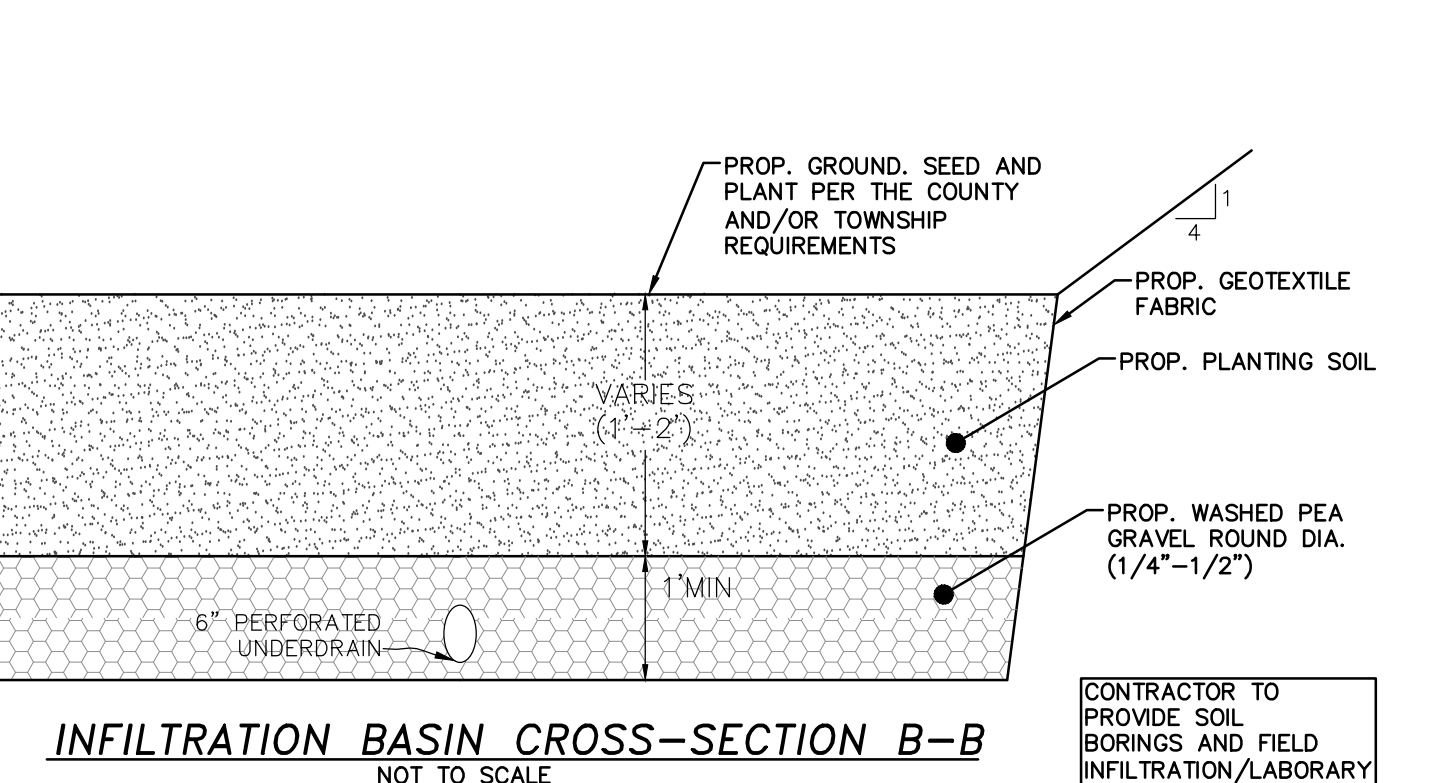 PROP. GROUND. SEED AND
PLANT PER THE COUNTY
AND/OR TOWNSHIP
REQUIREMENTS
1
4
PROP. GEOTEXTILE
FABRIC
PROP. PLANTING SOIL
VARIES
(1'-2')
PROP. WASHED PEA
GRAVEL ROUND DIA.
(1/4"-1/2")
1'MIN
6" PERFORATED
UNDERDRAIN
INFILTRATION BASIN CROSS-SECTION B-B
NOT TO SCALE
CONTRACTOR TO
PROVIDE SOIL
BORINGS AND FIELD
INFILTRATION/LABORARY